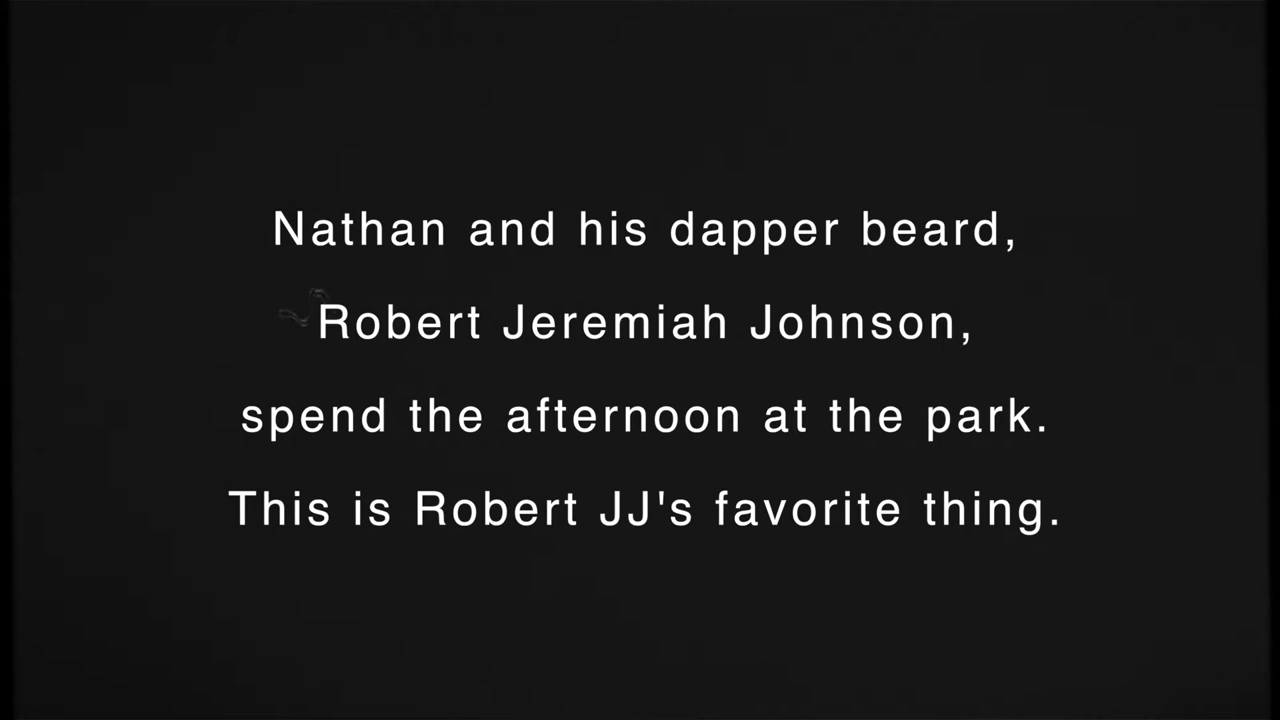 Nathan and his dapper beard,
Robert Jeremiah Johnson,
spend the afternoon at the park.
This is Robert JJ's favorite thing.